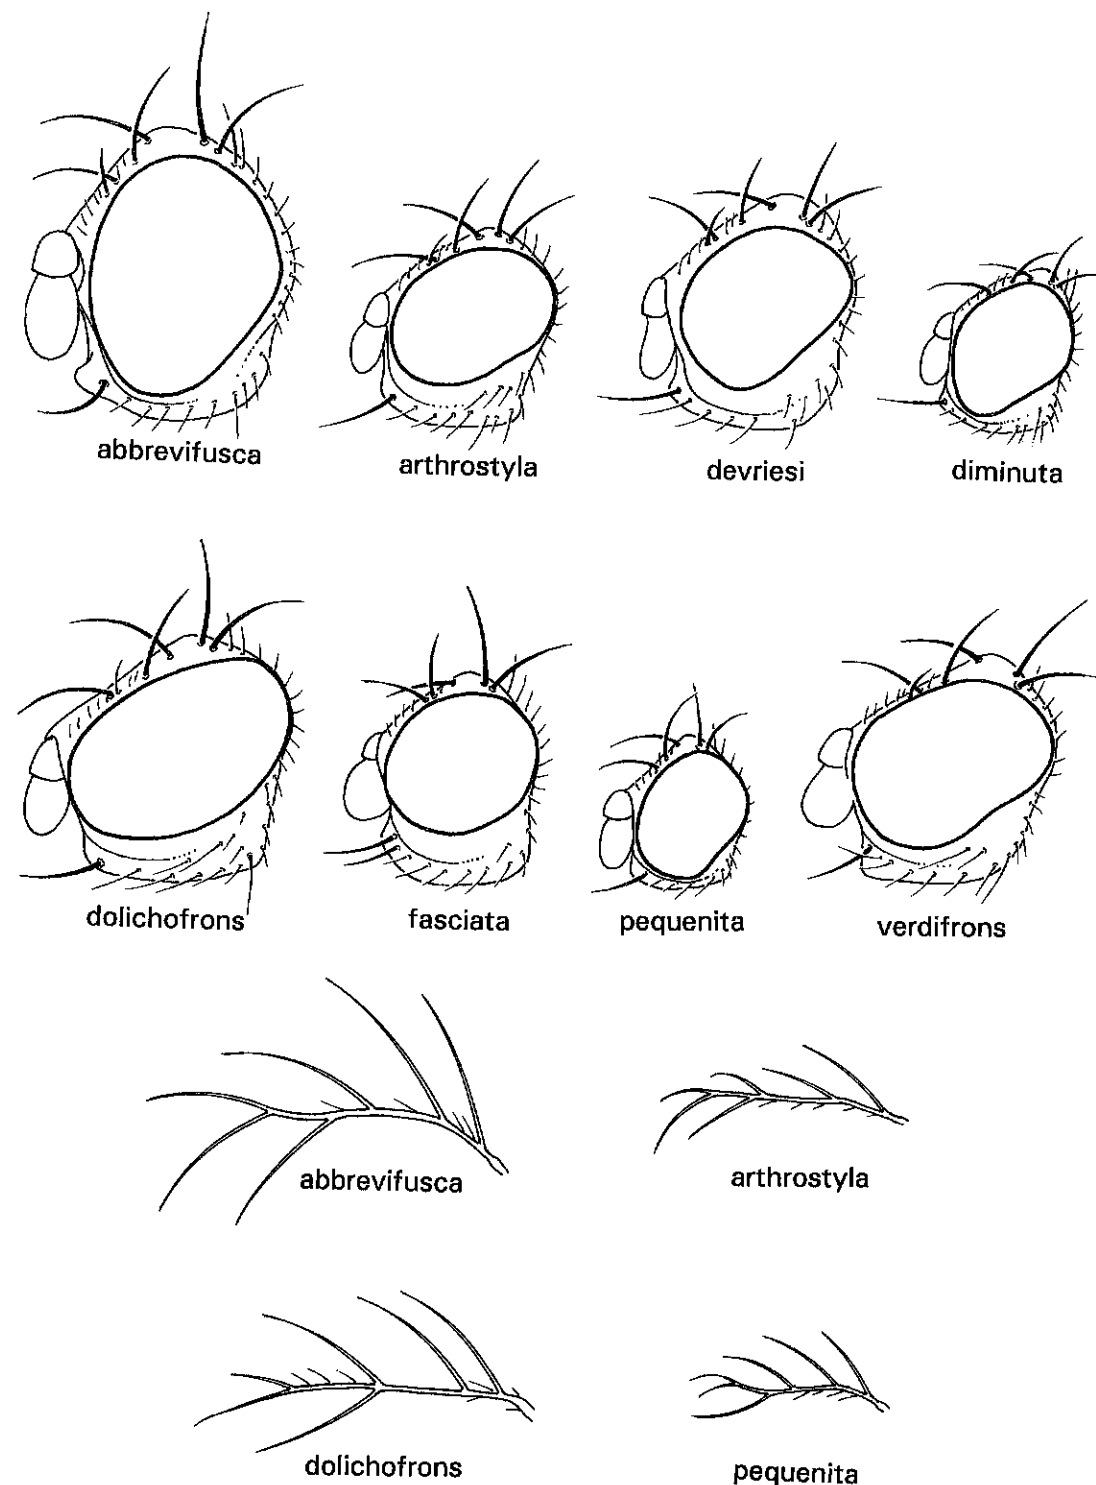 abbrevifusca
arthrostyla
devriesi
diminuta
dolichofrons
fasciata
pequenita
verdifrons
abbrevifusca
arthrostyla
dolichofrons
pequenita